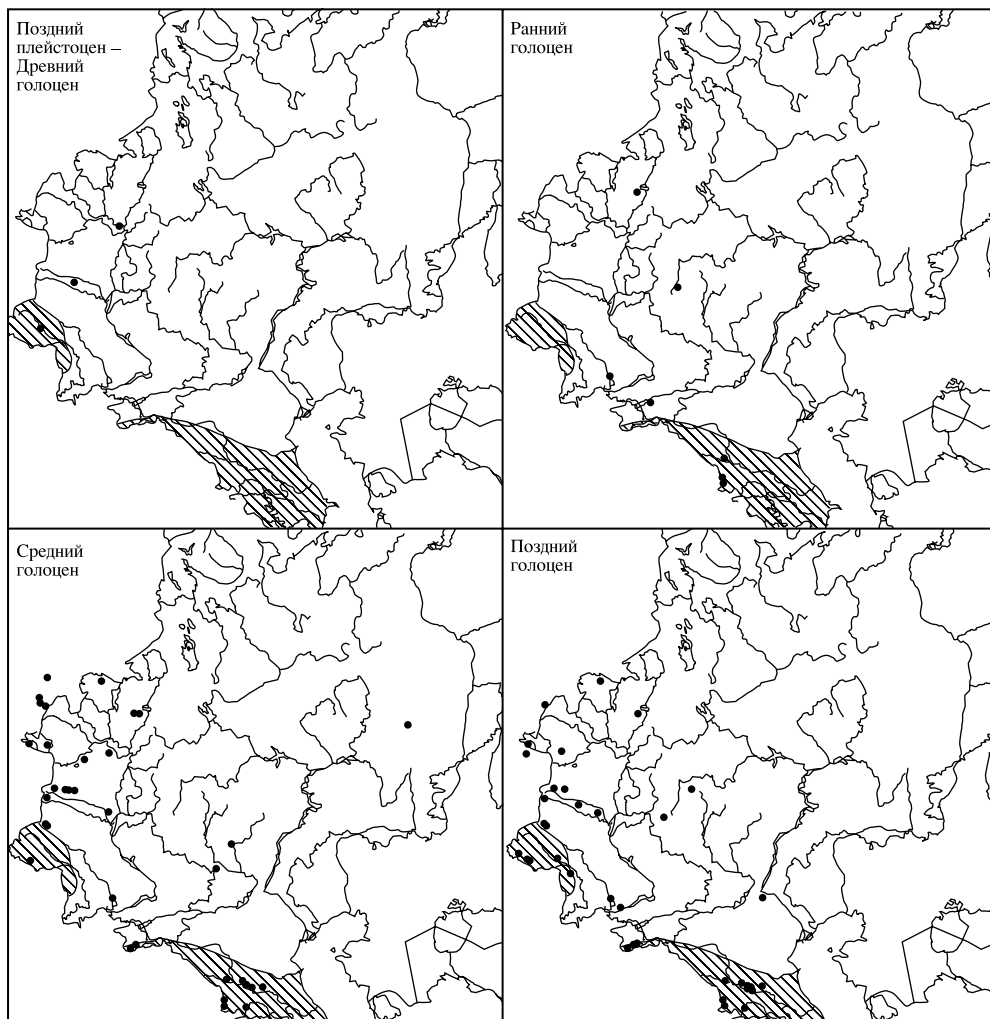 Поздний
плейстоцен –
Древний
голоцен
Ранний
голоцен
Средний
голоцен
Поздний
голоцен